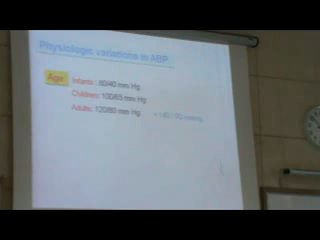 Physiologic variations in ABP
Age: Infants : 80/40 mm Hg
Children: 100/65 mm Hg
Adults: 120/80 mm Hg